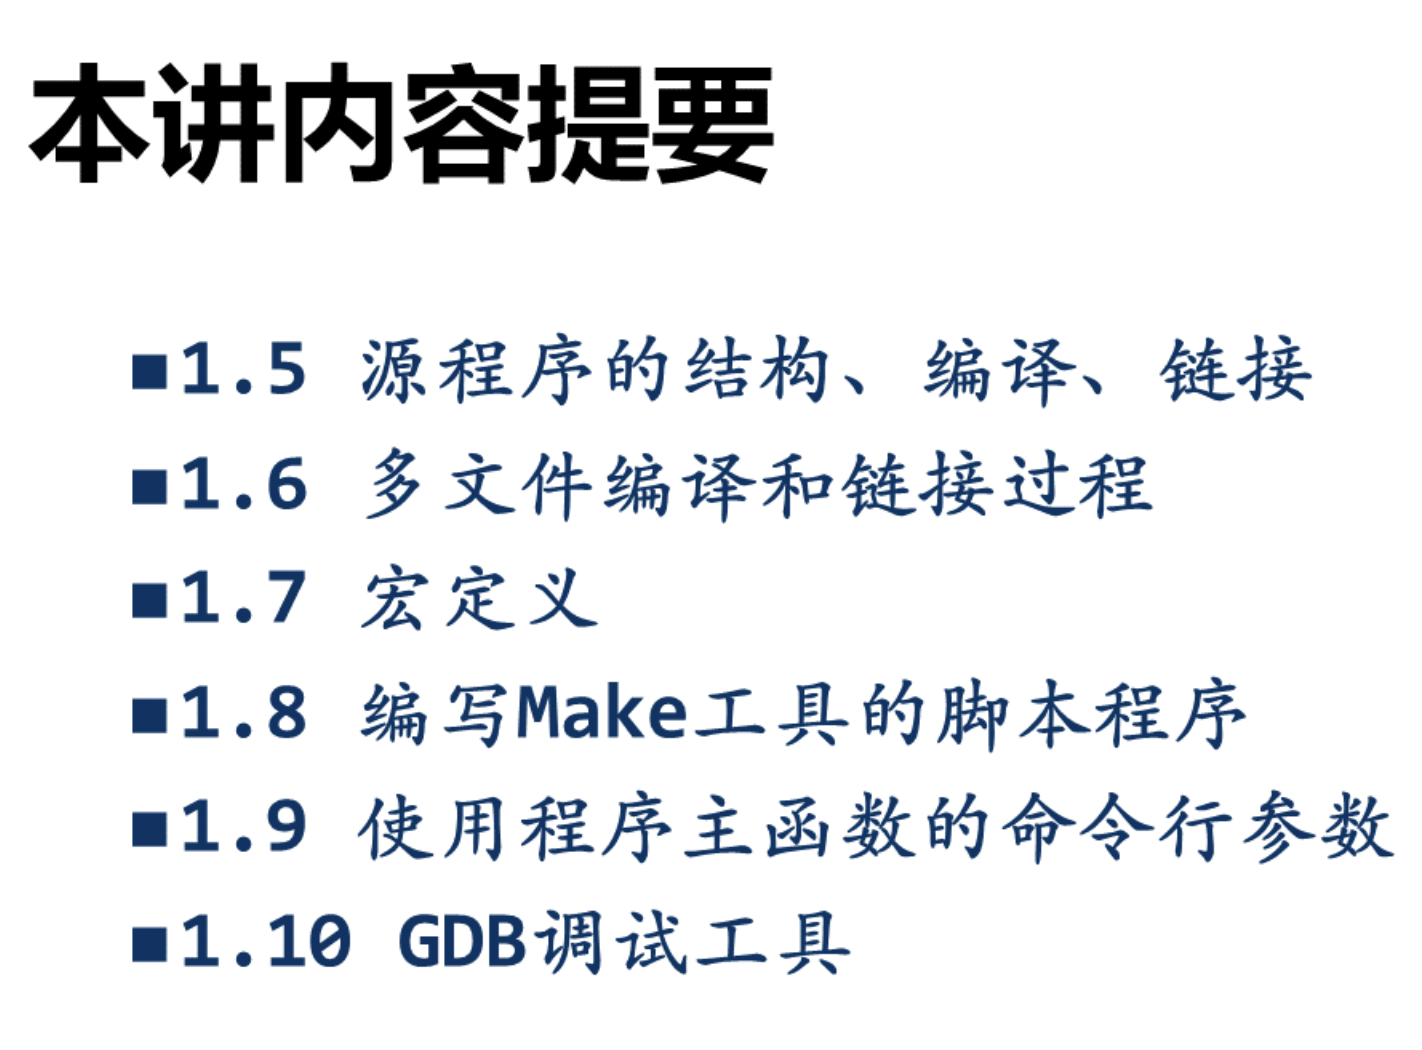 本讲内容提要
■1.5 源程序的结构、编译、链接
■1.6 多文件编译和链接过程
■1.7 宏定义
■1.8 编写Make工具的脚本程序
■1.9 使用程序主函数的命令行参数
■1.10 GDB调试工具